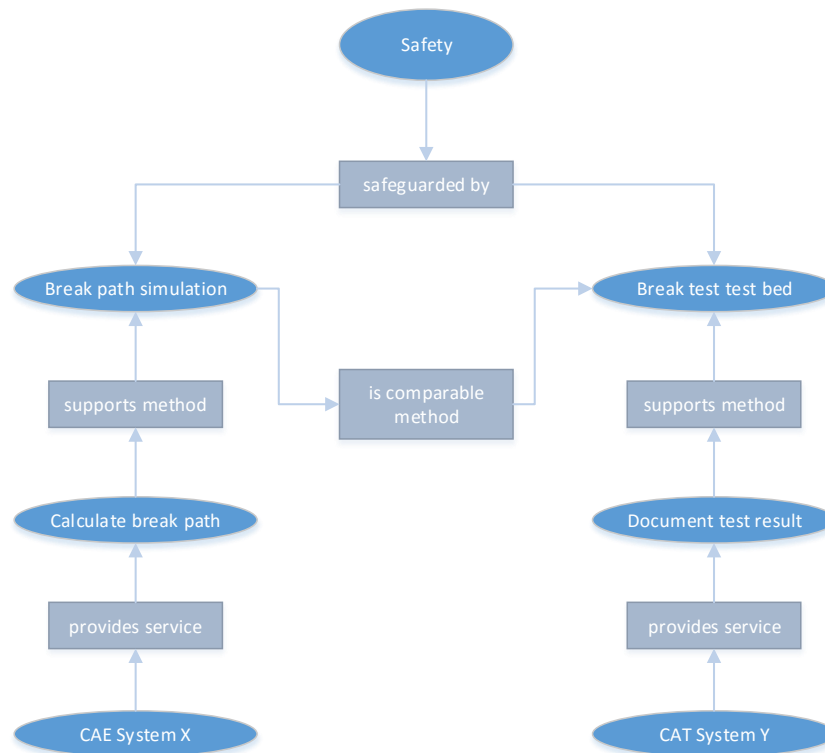 Safety
safeguarded by
Break path simulation
Break test test bed
supports method
is comparable
method
supports method
Calculate break path
Document test result
provides service
provides service
CAE System X
CAT System Y